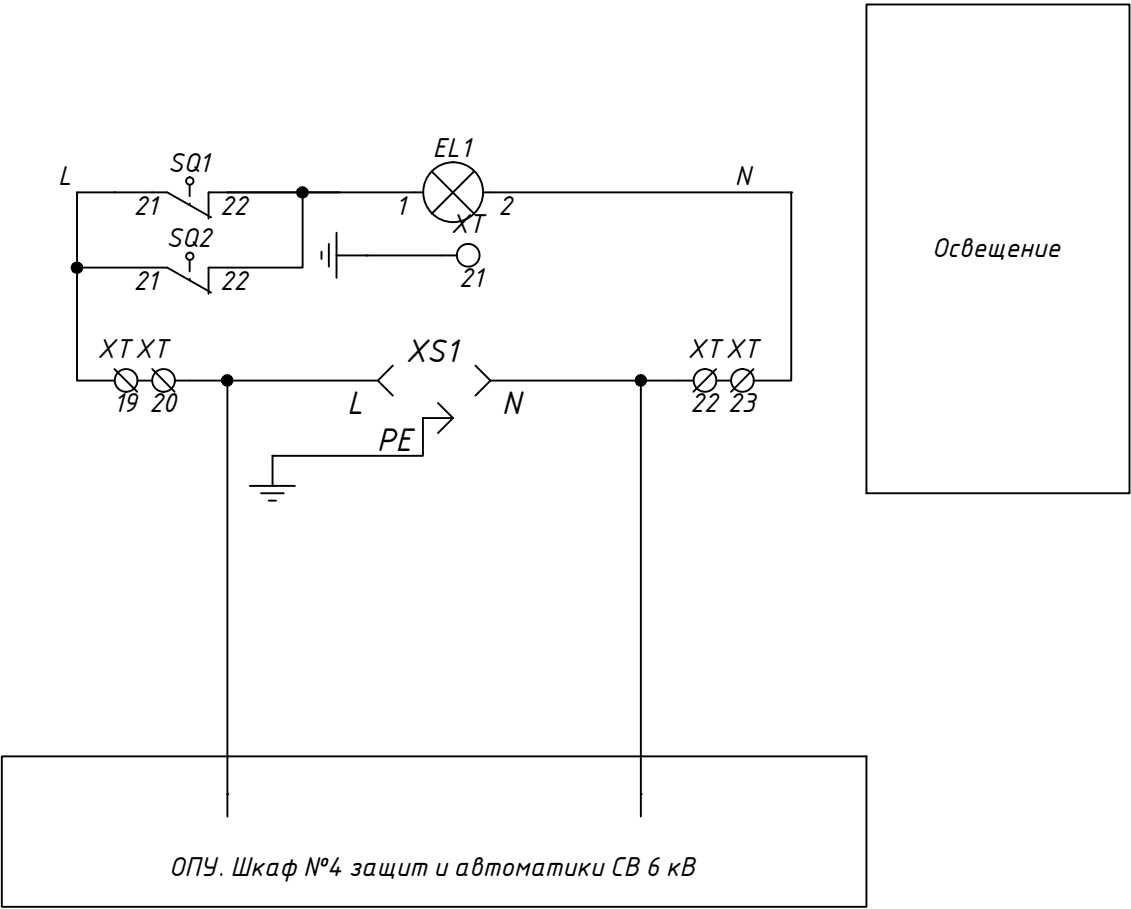 EL1
L
SQ1
N
21
22
1
2
XT
SQ2
Освещение
21
22
21
XT XT
XS1
XT XT
19 20
L
N
22 23
PE
ОПУ. Шкаф №4 защит и автоматики СВ 6 кВ